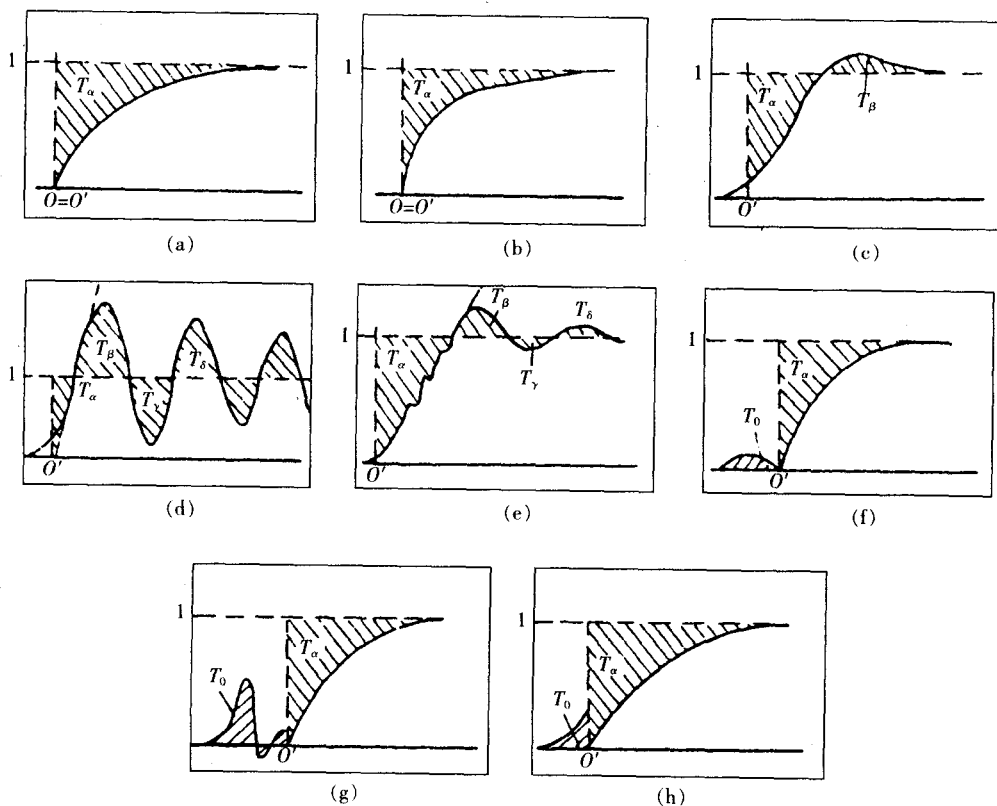 1
T_α
O=O′
(a)
1
T_α
O=O′
(b)
1
T_α
T_β
O′
(c)
1
T_β
T_δ
T_α
T_γ
O′
(d)
1
T_β
T_δ
T_α
T_γ
O′
(e)
1
T_α
T_0
O′
(f)
1
T_α
T_0
O′
(g)
1
T_α
T_0
O′
(h)